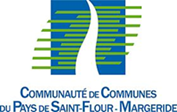 COMMUNAUTÉ DE COMMUNES
DU PAYS DE SAINT-FLOUR - MARGERIDE